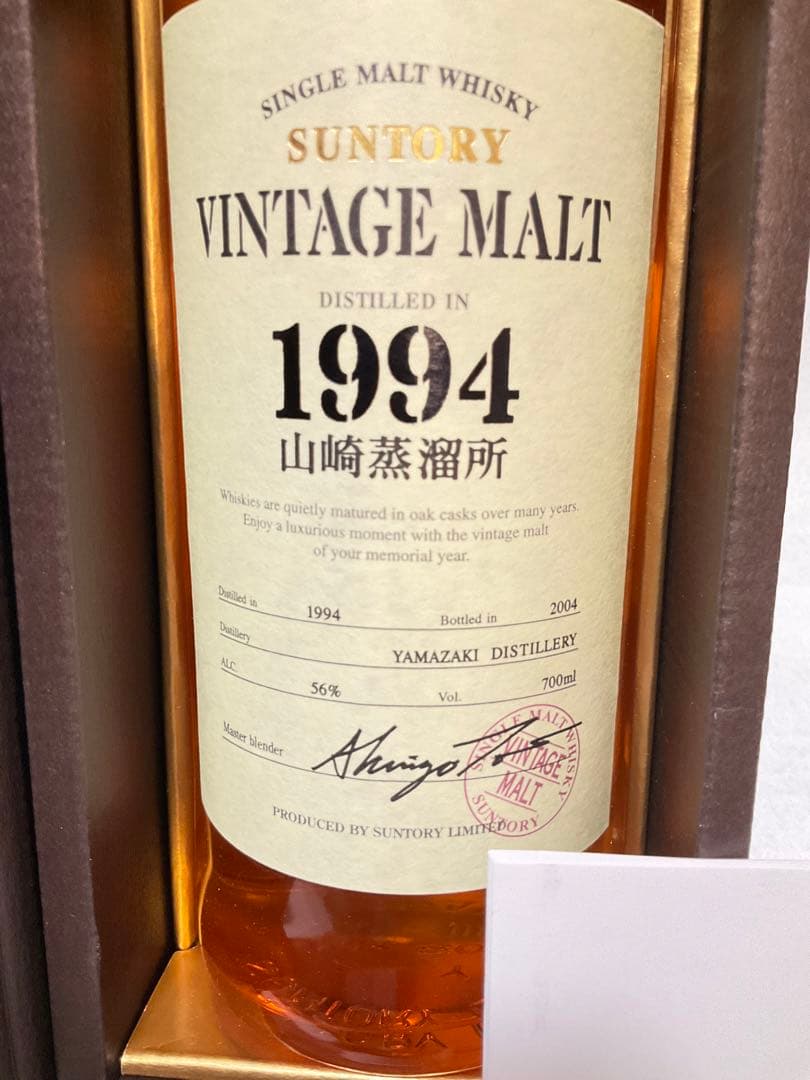 SINGLE MALT WHISKY
SUNTORY
VINTAGE MALT
DISTILLED IN
1994
山崎蒸溜所
Whiskies are quietly matured in oak casks over many years.
Enjoy a luxurious moment with the vintage malt
of your memorial year.
Distilled in 1994 Bottled in 2004
Distillery YAMAZAKI DISTILLERY
ALC. 56% Vol. 700ml
Master blender
SINGLE MALT WHISKY
VINTAGE
MALT
SUNTORY
PRODUCED BY SUNTORY LIMITED